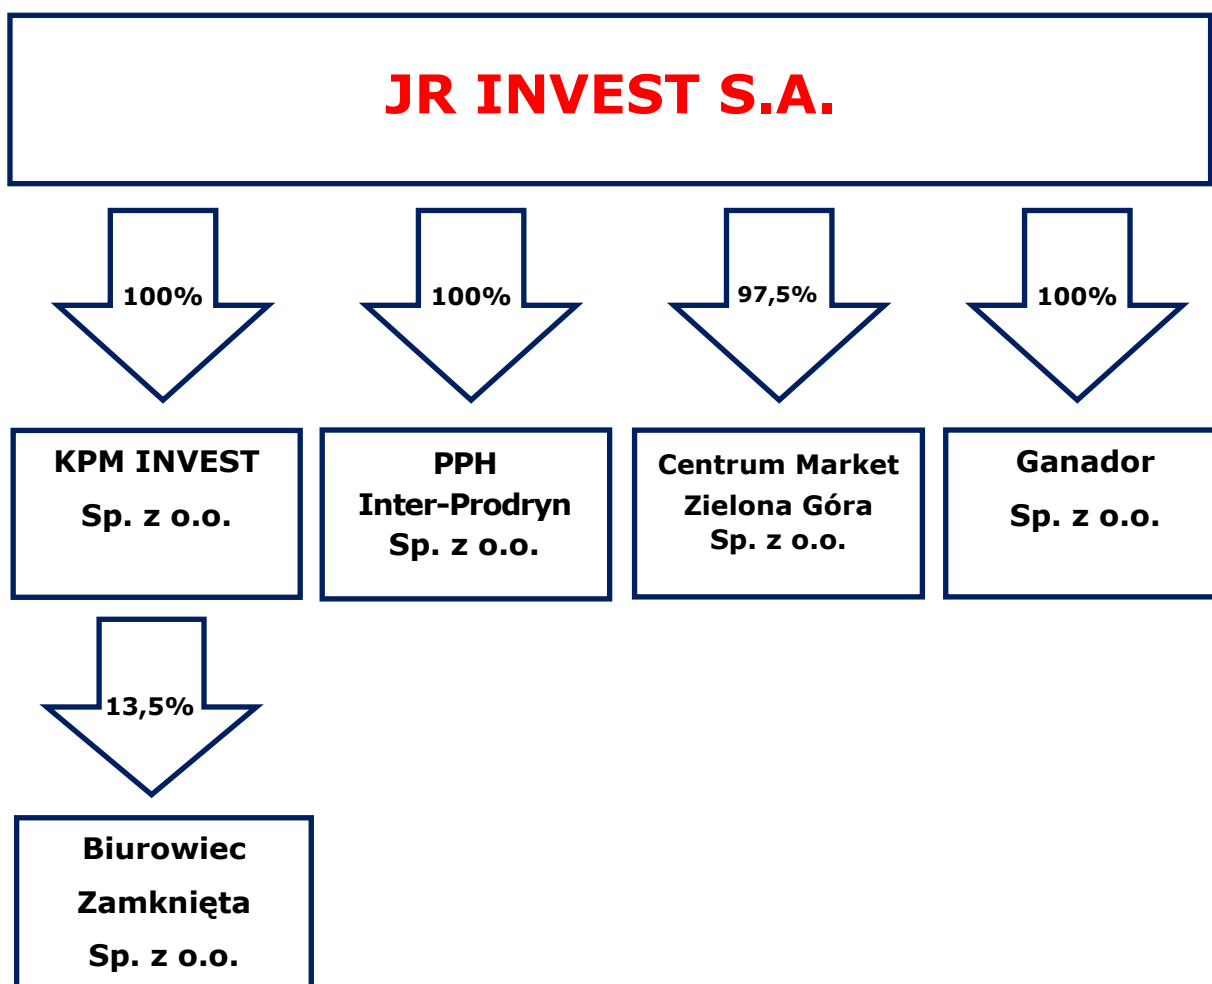 JR INVEST S.A.
100%
100%
97,5%
100%
KPM INVEST
Sp. z o.o.
PPH
Inter-Prodryn
Sp. z o.o.
Centrum Market
Zielona Góra
Sp. z o.o.
Ganador
Sp. z o.o.
13,5%
Biurowiec
Zamknięta
Sp. z o.o.